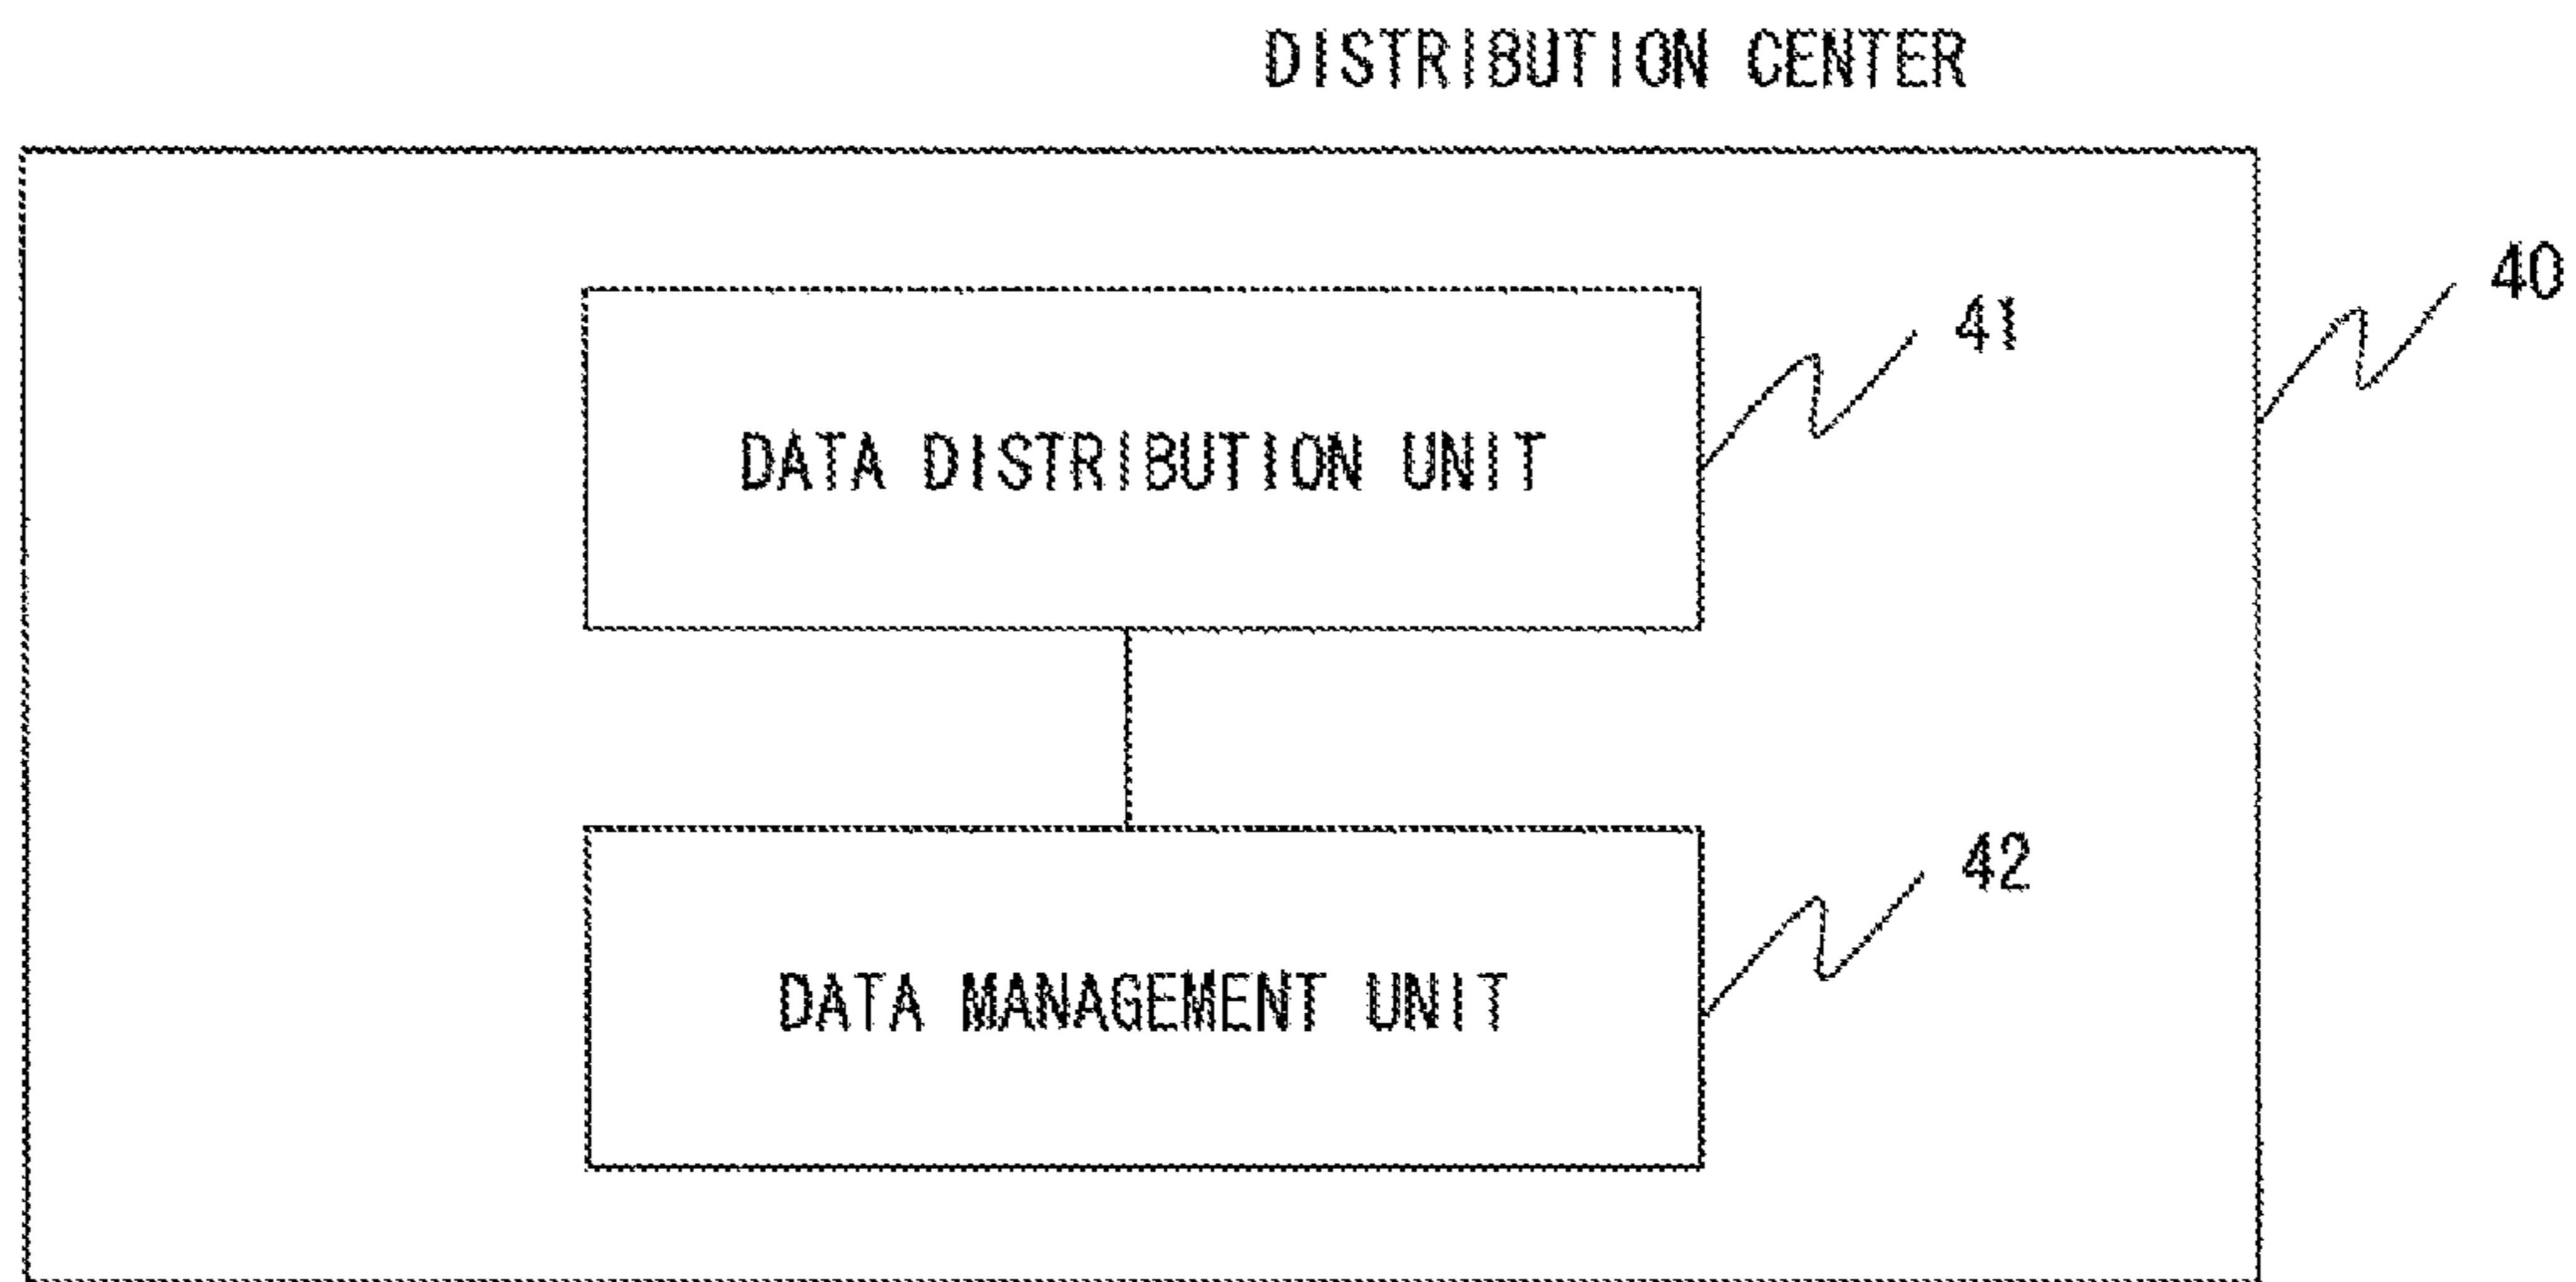 DISTRIBUTION CENTER
40
41
DATA DISTRIBUTION UNIT
42
DATA MANAGEMENT UNIT